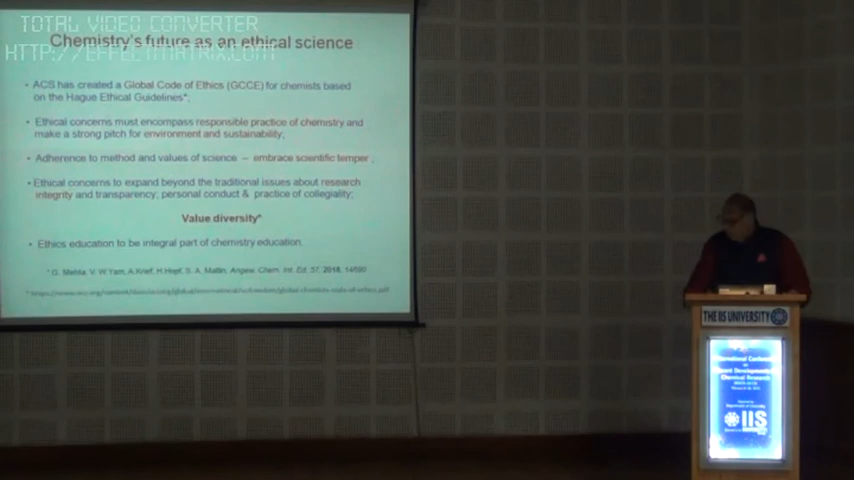 TOTAL VIDEO CONVERTER
HTTP://EFFECTMATRIX.COM
Chemistry's future as an ethical science
• ACS has created a Global Code of Ethics (GCCE) for chemists based
on the Hague Ethical Guidelines*;
• Ethical concerns must encompass responsible practice of chemistry and
make a strong pitch for environment and sustainability;
• Adherence to method and values of science – embrace scientific temper ;
• Ethical concerns to expand beyond the traditional issues about research
integrity and transparency; personal conduct & practice of collegiality;
Value diversity*
• Ethics education to be integral part of chemistry education.
* G. Mehta, V. W. Yam, A. Krief, H. Hopf, S. A. Matlin, Angew. Chem. Int. Ed. 57, 2018,
THE IIS UNIVERSITY
International
on
Chemical Research
IIS